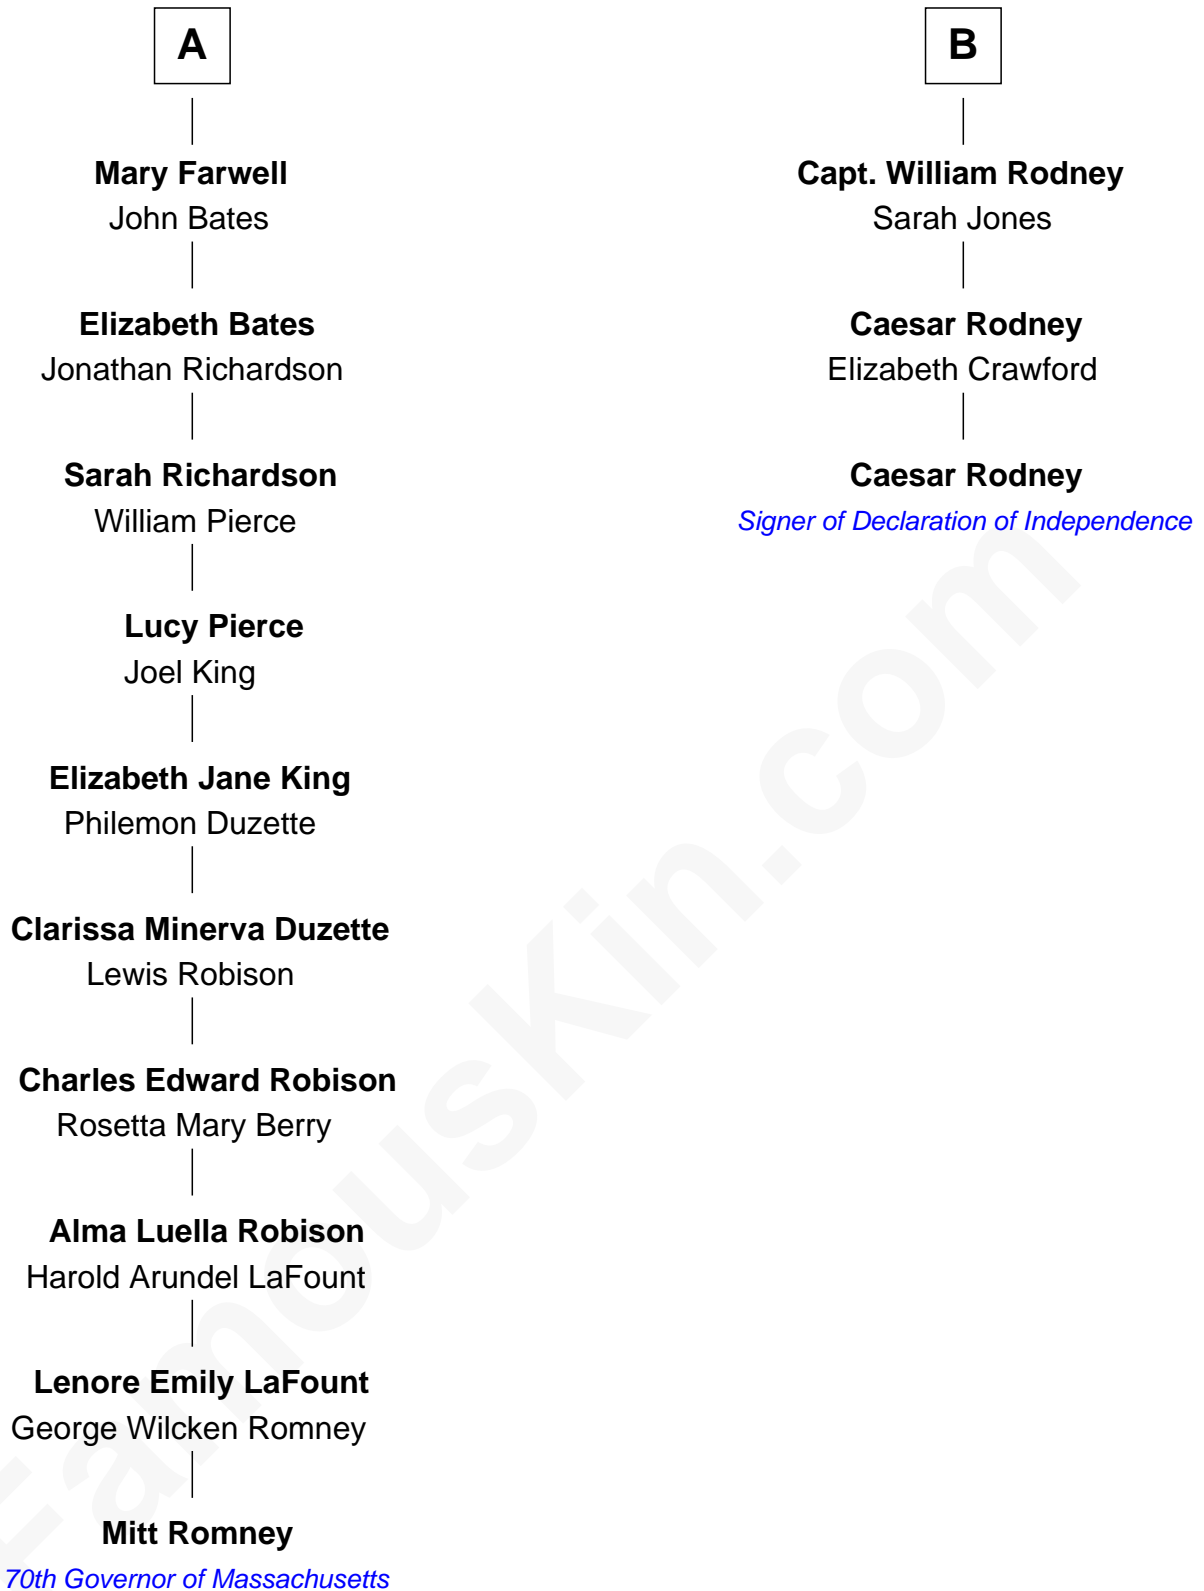 A
Mary Farwell
John Bates
Elizabeth Bates
Jonathan Richardson
Sarah Richardson
William Pierce
Lucy Pierce
Joel King
Elizabeth Jane King
Philemon Duzette
Clarissa Minerva Duzette
Lewis Robison
Charles Edward Robison
Rosetta Mary Berry
Alma Luella Robison
Harold Arundel LaFount
Lenore Emily LaFount
George Wilcken Romney
Mitt Romney
70th Governor of Massachusetts
B
Capt. William Rodney
Sarah Jones
Caesar Rodney
Elizabeth Crawford
Caesar Rodney
Signer of Declaration of Independence
FamousKin.com